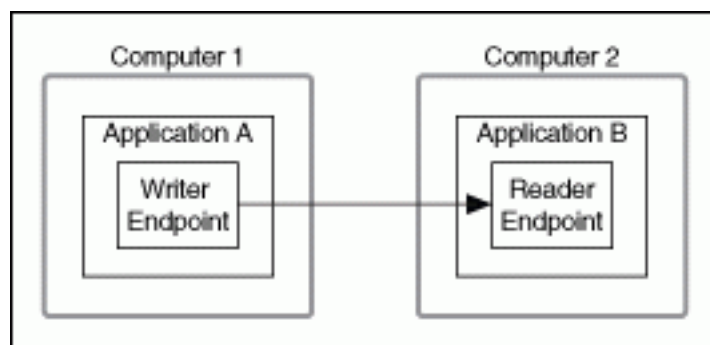 Computer 1
Computer 2
Application A
Application B
Writer
Endpoint
Reader
Endpoint